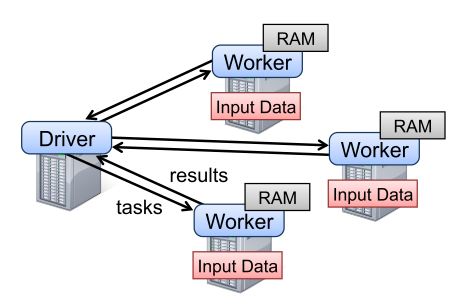 RAM
Worker
Input Data
RAM
Driver
Worker
results
Input Data
RAM
tasks
Worker
Input Data